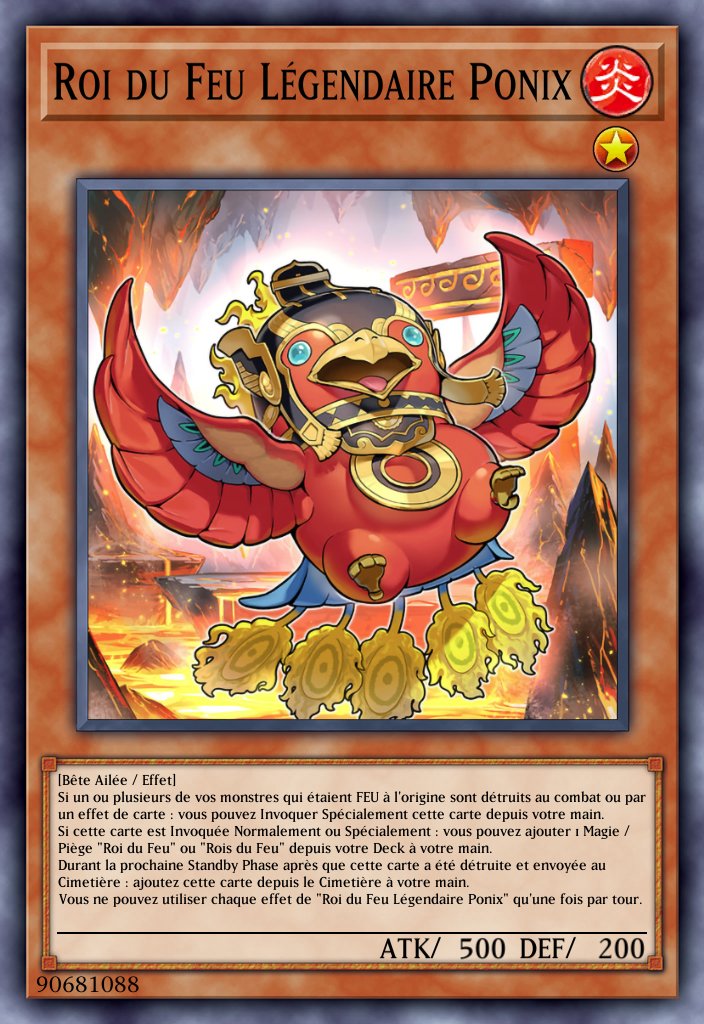 Roi du Feu Légendaire Ponix
炎
[Bête Ailée / Effet]
Si un ou plusieurs de vos monstres qui étaient FEU à l'origine sont détruits au combat ou par
un effet de carte : vous pouvez Invoquer Spécialement cette carte depuis votre main.
Si cette carte est Invoquée Normalement ou Spécialement : vous pouvez ajouter 1 Magie /
Piège "Roi du Feu" ou "Rois du Feu" depuis votre Deck à votre main.
Durant la prochaine Standby Phase après que cette carte a été détruite et envoyée au
Cimetière : ajoutez cette carte depuis le Cimetière à votre main.
Vous ne pouvez utiliser chaque effet de "Roi du Feu Légendaire Ponix" qu'une fois par tour.
ATK/ 500 DEF/ 200
90681088